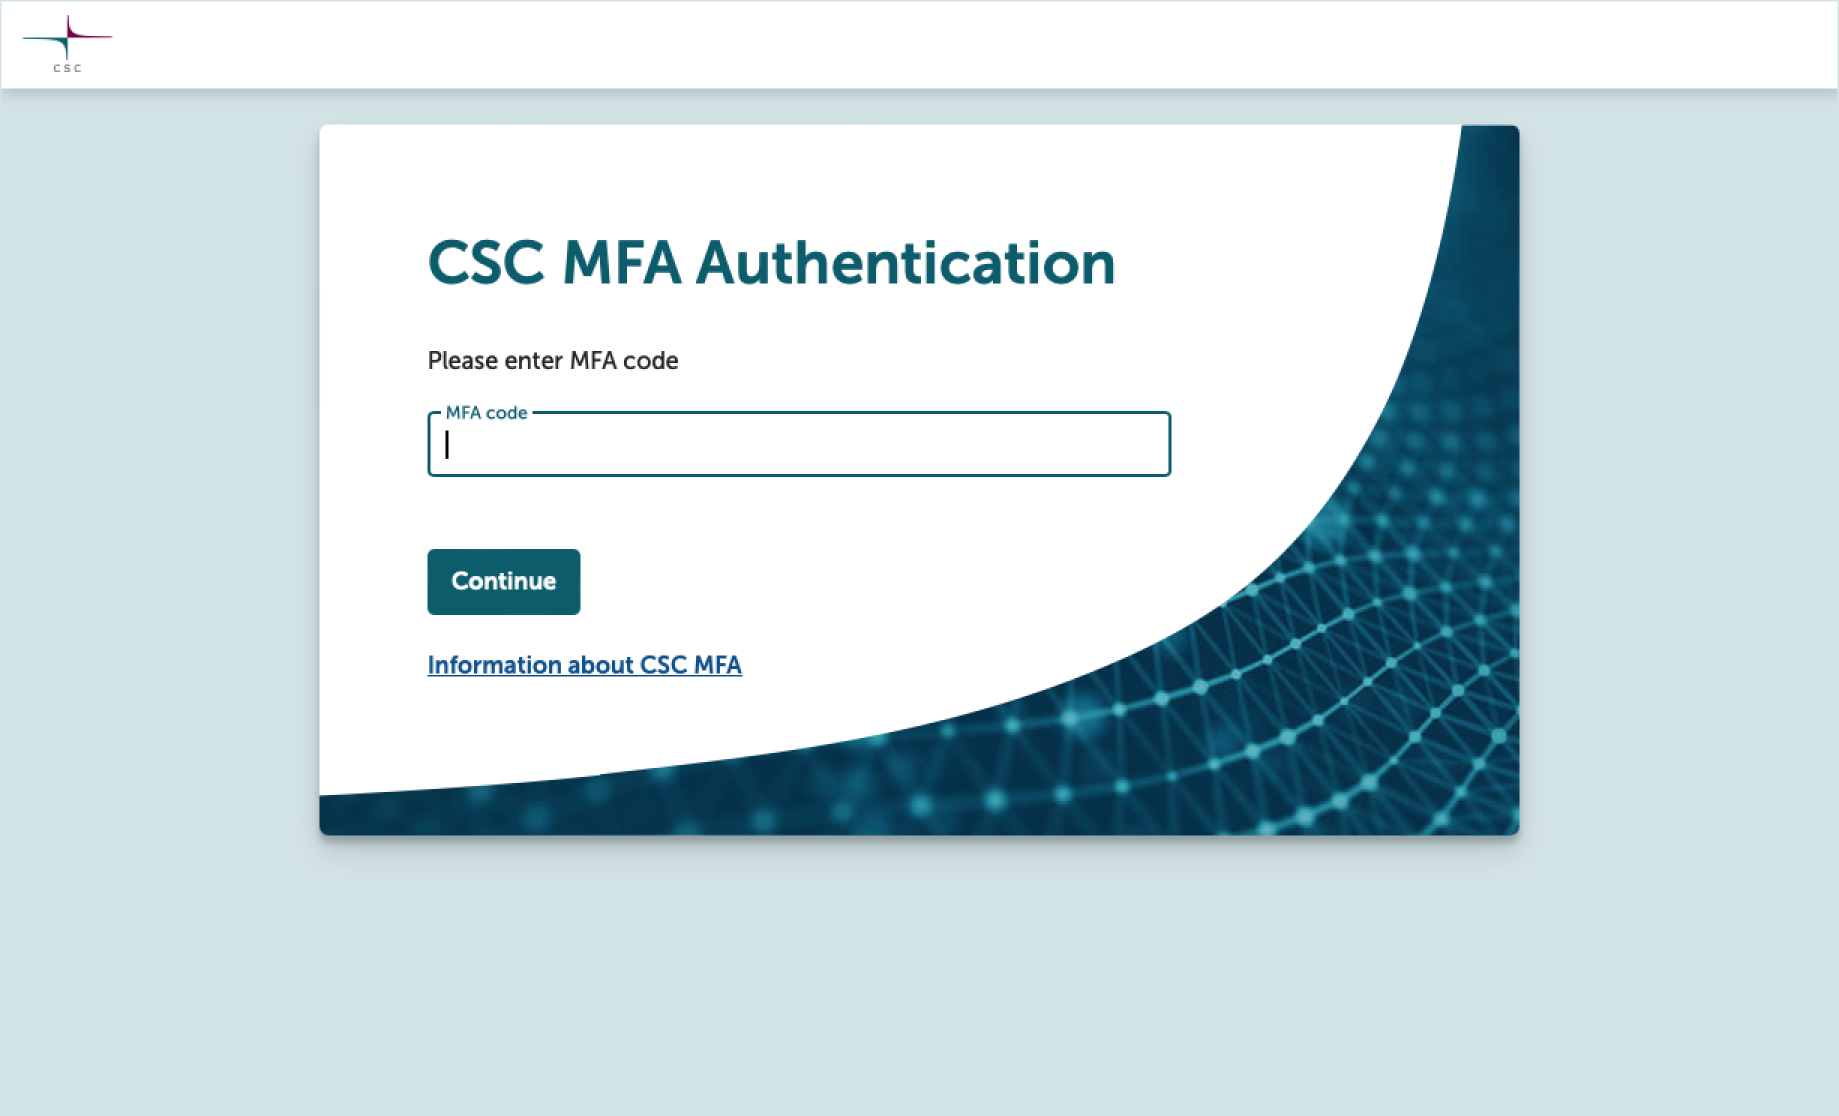 CSC
CSC MFA Authentication
Please enter MFA code
MFA code
Continue
Information about CSC MFA